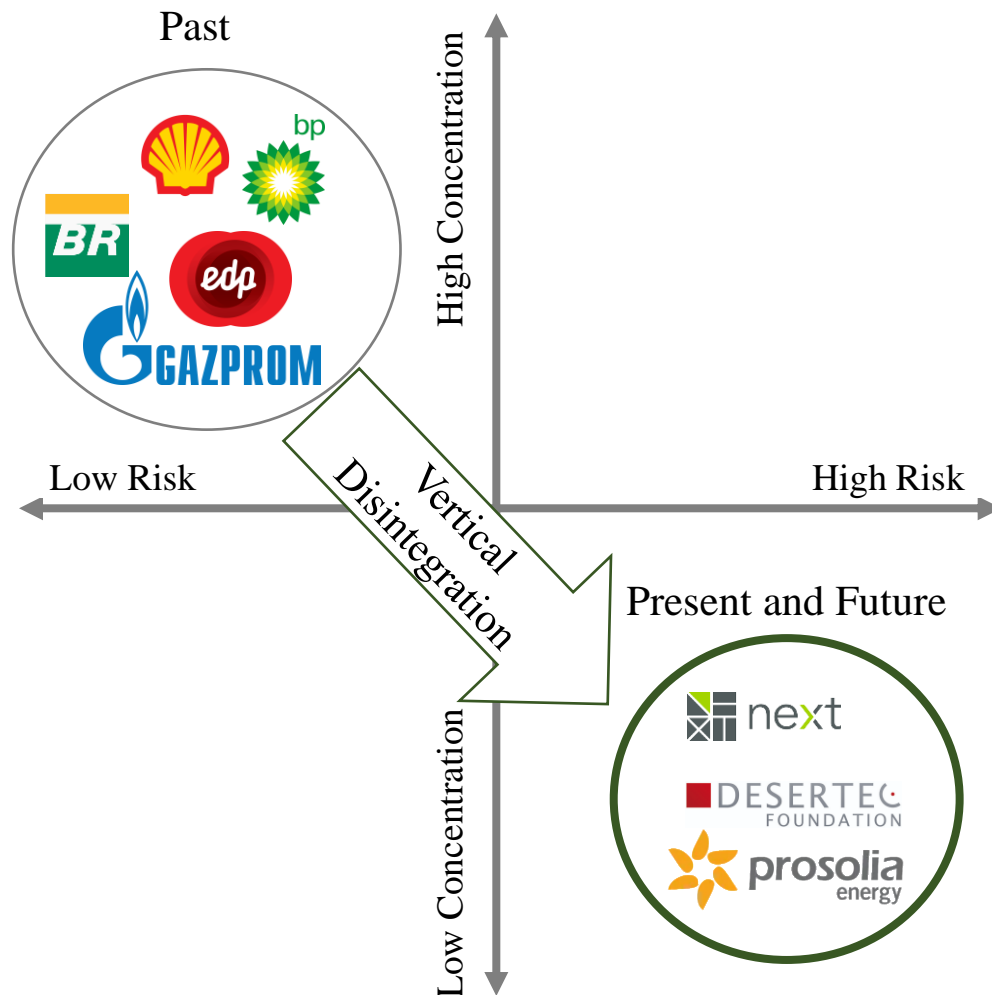 Past
bp
BR
edp
GAZPROM
High Concentration
Low Risk
High Risk
Vertical
Disintegration
Present and Future
next
DESERTEC
FOUNDATION
prosolia
energy
Low Concentration